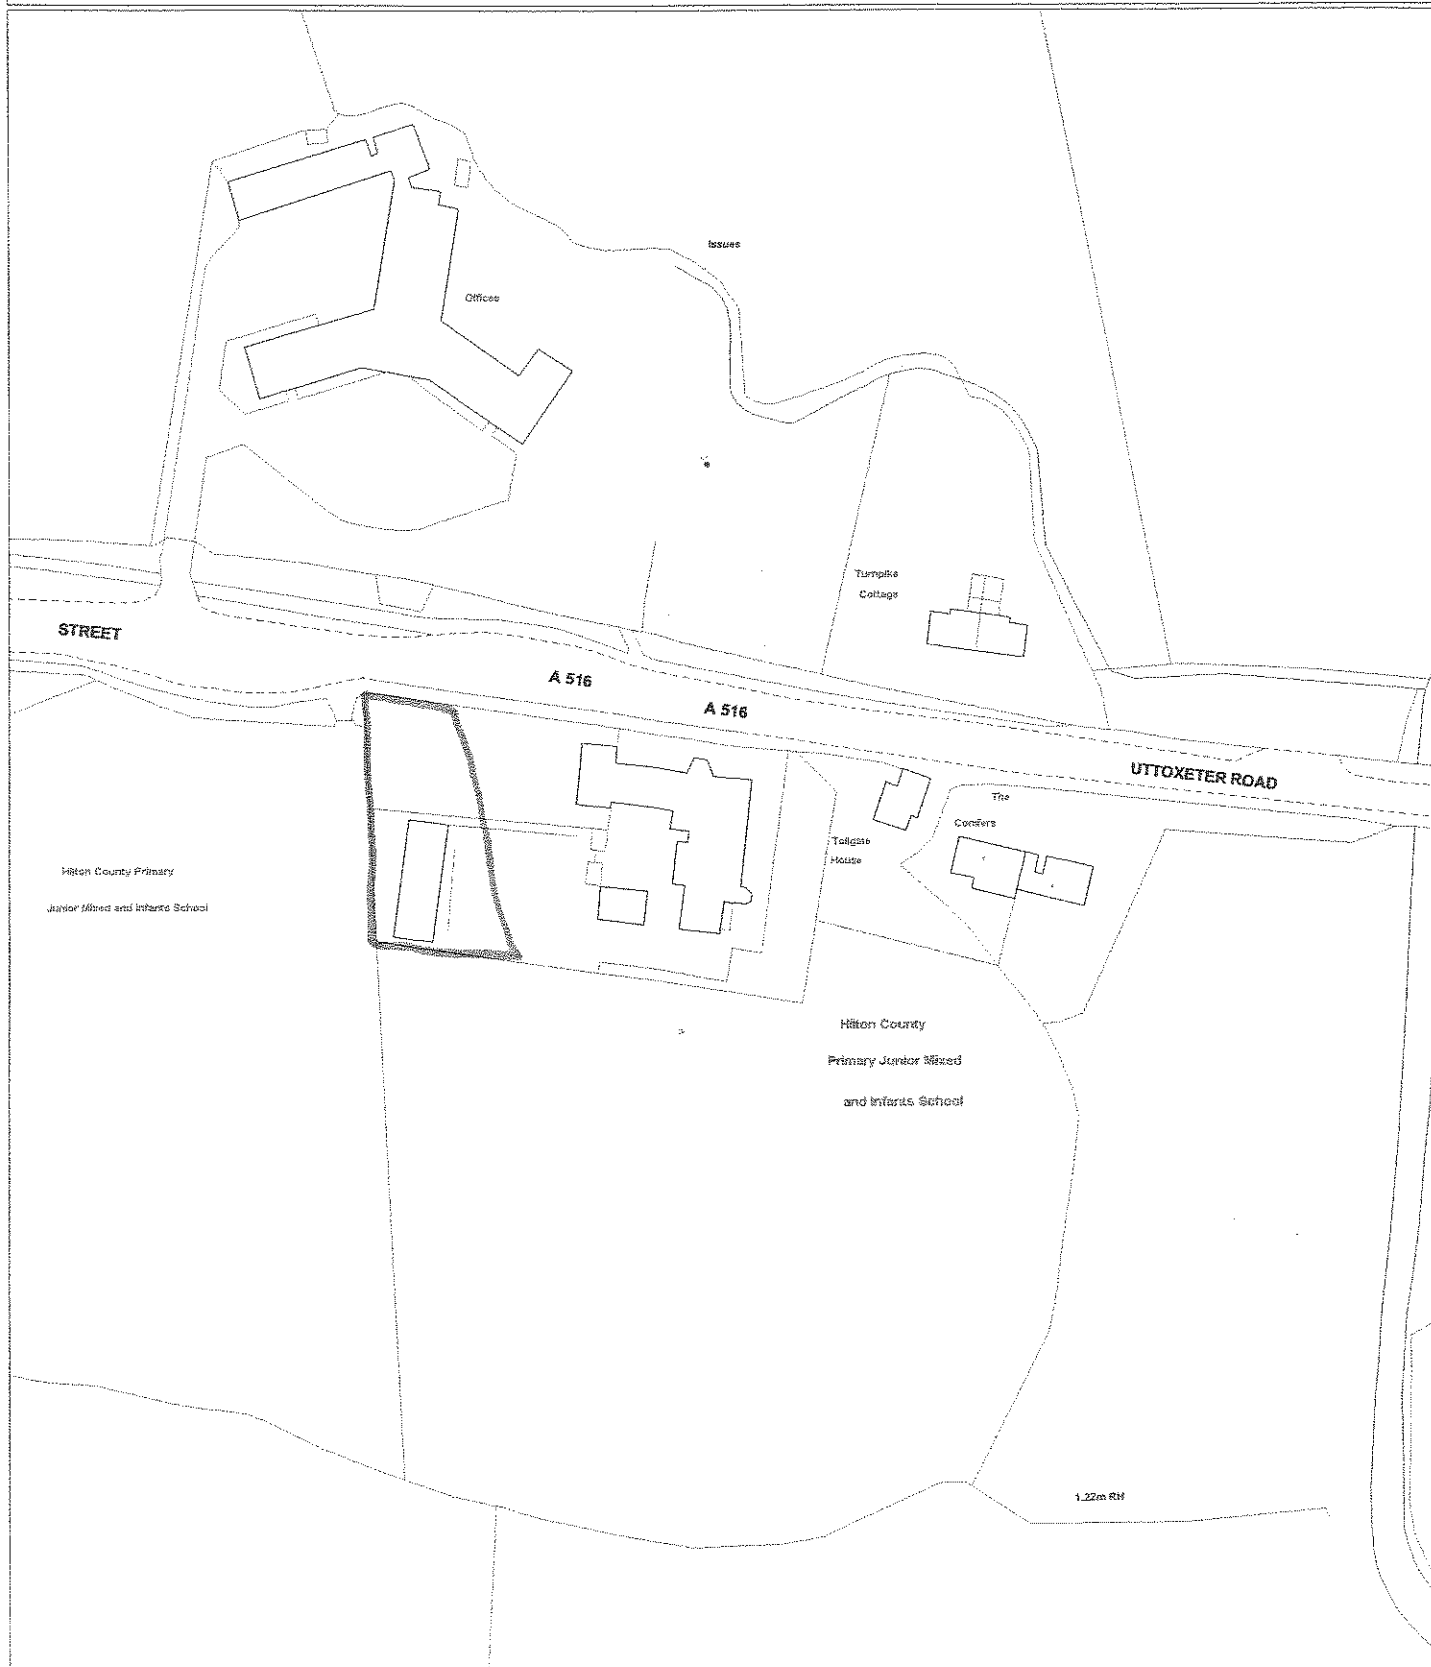 Issues
Offices
Turnpike
Cottage
STREET
A 516
A 516
UTTOXETER ROAD
The
Conifers
Tollgate
House
Hilton County Primary
Junior Mixed and Infants School
Hilton County
Primary Junior Mixed
and Infants School
1.22m RH